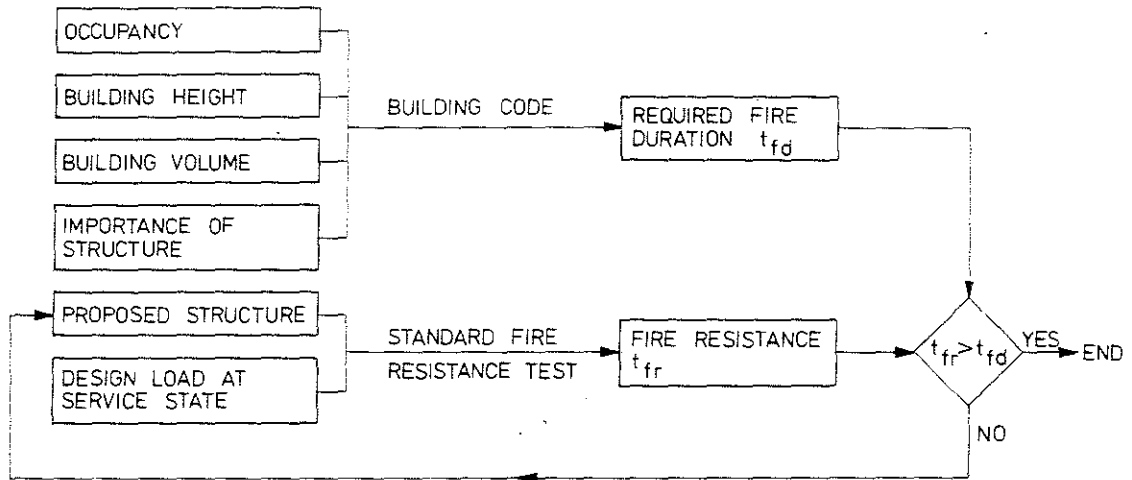 OCCUPANCY
BUILDING HEIGHT
BUILDING VOLUME
IMPORTANCE OF
STRUCTURE
BUILDING CODE
REQUIRED FIRE
DURATION t_fd
PROPOSED STRUCTURE
DESIGN LOAD AT
SERVICE STATE
STANDARD FIRE
RESISTANCE TEST
FIRE RESISTANCE
t_fr
t_fr > t_fd
YES
END
NO